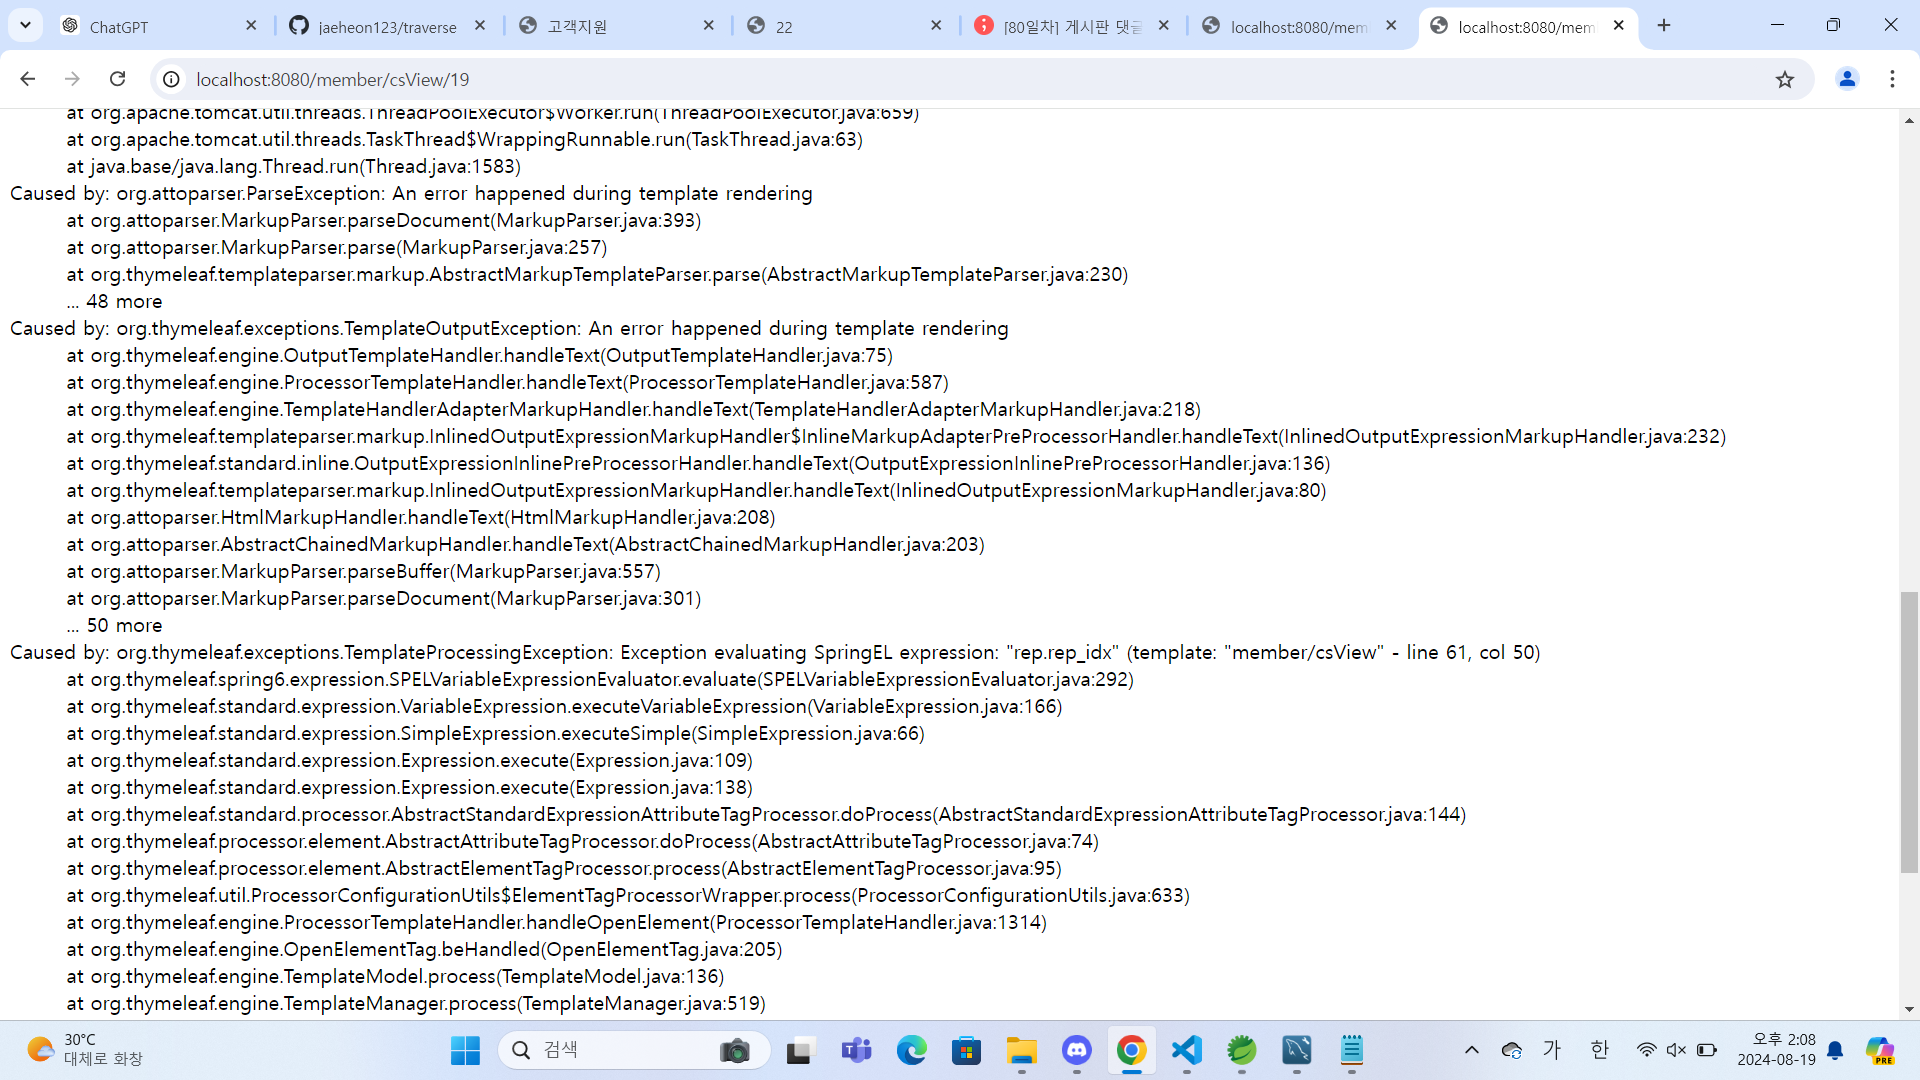 ChatGPT
jaeheon123/traverse
고객지원
22
[80일차] 게시판 댓글
localhost:8080/mem
localhost:8080/mem
localhost:8080/member/csView/19
at org.apache.tomcat.util.threads.ThreadPoolExecutor$Worker.run(ThreadPoolExecutor.java:659)
at org.apache.tomcat.util.threads.TaskThread$WrappingRunnable.run(TaskThread.java:63)
at java.base/java.lang.Thread.run(Thread.java:1583)
Caused by: org.attoparser.ParseException: An error happened during template rendering
at org.attoparser.MarkupParser.parseDocument(MarkupParser.java:393)
at org.attoparser.MarkupParser.parse(MarkupParser.java:257)
at org.thymeleaf.templateparser.markup.AbstractMarkupTemplateParser.parse(AbstractMarkupTemplateParser.java:230)
... 48 more
Caused by: org.thymeleaf.exceptions.TemplateOutputException: An error happened during template rendering
at org.thymeleaf.engine.OutputTemplateHandler.handleText(OutputTemplateHandler.java:75)
at org.thymeleaf.engine.ProcessorTemplateHandler.handleText(ProcessorTemplateHandler.java:587)
at org.thymeleaf.engine.TemplateHandlerAdapterMarkupHandler.handleText(TemplateHandlerAdapterMarkupHandler.java:218)
at org.thymeleaf.templateparser.markup.InlinedOutputExpressionMarkupHandler$InlineMarkupAdapterPreProcessorHandler.handleText(InlinedOutputExpressionMarkupHandler.java:232)
at org.thymeleaf.standard.inline.OutputExpressionInlinePreProcessorHandler.handleText(OutputExpressionInlinePreProcessorHandler.java:136)
at org.thymeleaf.templateparser.markup.InlinedOutputExpressionMarkupHandler.handleText(InlinedOutputExpressionMarkupHandler.java:80)
at org.attoparser.HtmlMarkupHandler.handleText(HtmlMarkupHandler.java:208)
at org.attoparser.AbstractChainedMarkupHandler.handleText(AbstractChainedMarkupHandler.java:203)
at org.attoparser.MarkupParser.parseBuffer(MarkupParser.java:557)
at org.attoparser.MarkupParser.parseDocument(MarkupParser.java:301)
... 50 more
Caused by: org.thymeleaf.exceptions.TemplateProcessingException: Exception evaluating SpringEL expression: "rep.rep_idx" (template: "member/csView" - line 61, col 50)
at org.thymeleaf.spring6.expression.SPELVariableExpressionEvaluator.evaluate(SPELVariableExpressionEvaluator.java:292)
at org.thymeleaf.standard.expression.VariableExpression.executeVariableExpression(VariableExpression.java:166)
at org.thymeleaf.standard.expression.SimpleExpression.executeSimple(SimpleExpression.java:66)
at org.thymeleaf.standard.expression.Expression.execute(Expression.java:109)
at org.thymeleaf.standard.expression.Expression.execute(Expression.java:138)
at org.thymeleaf.standard.processor.AbstractStandardExpressionAttributeTagProcessor.doProcess(AbstractStandardExpressionAttributeTagProcessor.java:144)
at org.thymeleaf.processor.element.AbstractAttributeTagProcessor.doProcess(AbstractAttributeTagProcessor.java:74)
at org.thymeleaf.processor.element.AbstractElementTagProcessor.process(AbstractElementTagProcessor.java:95)
at org.thymeleaf.util.ProcessorConfigurationUtils$ElementTagProcessorWrapper.process(ProcessorConfigurationUtils.java:633)
at org.thymeleaf.engine.ProcessorTemplateHandler.handleOpenElement(ProcessorTemplateHandler.java:1314)
at org.thymeleaf.engine.OpenElementTag.beHandled(OpenElementTag.java:205)
at org.thymeleaf.engine.TemplateModel.process(TemplateModel.java:136)
at org.thymeleaf.engine.TemplateManager.process(TemplateManager.java:519)
30°C
대체로 화창
검색
가
한
오후 2:08
2024-08-19
PRE